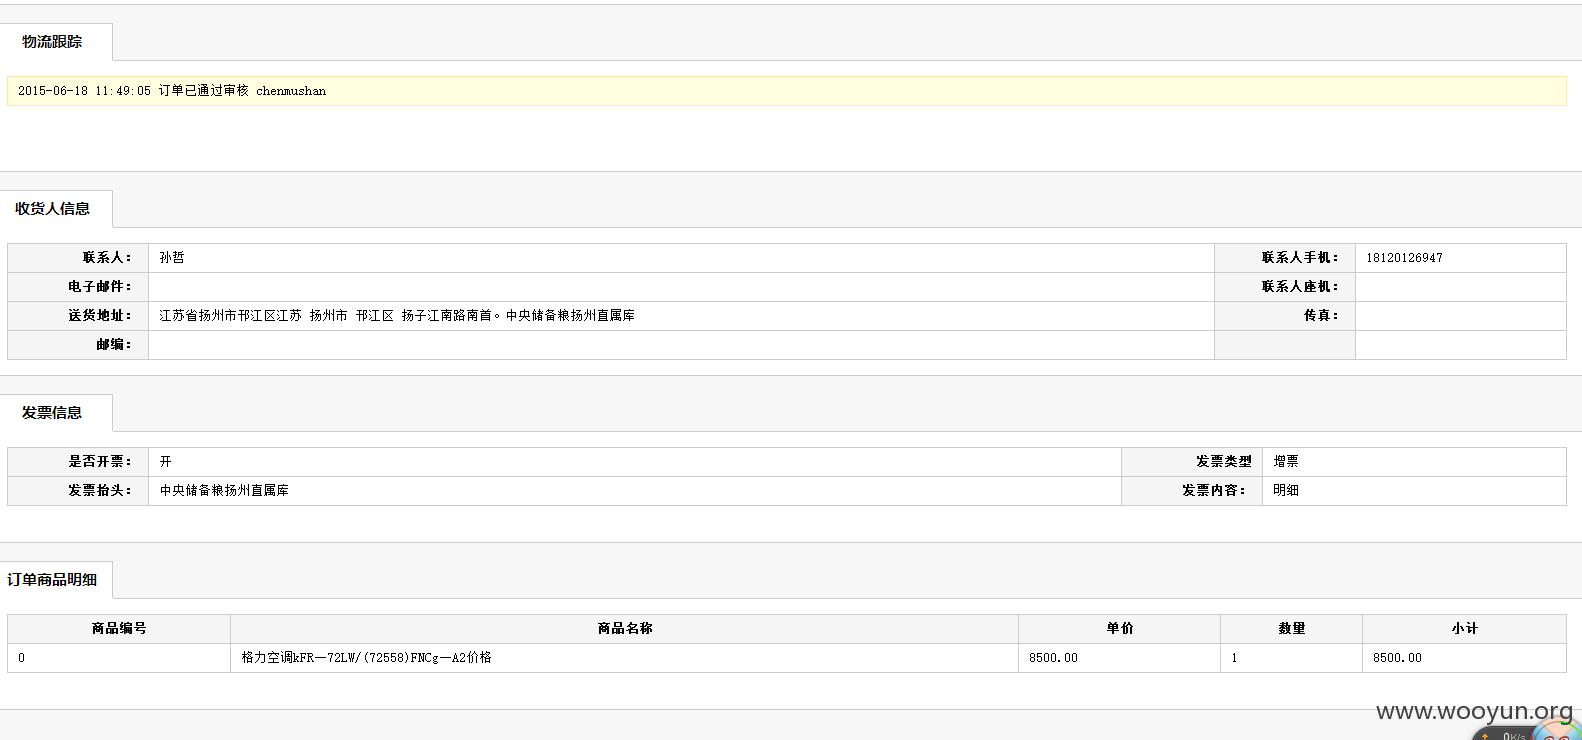 物流跟踪
2015-06-18 11:49:05 订单已通过审核 chenmushan
收货人信息
联系人： 孙哲 联系人手机： 18120126947
电子邮件： 联系人座机：
送货地址： 江苏省扬州市邗江区江苏 扬州市 邗江区 扬子江南路南首。中央储备粮扬州直属库 传真：
邮编：
发票信息
是否开票： 开 发票类型 增票
发票抬头： 中央储备粮扬州直属库 发票内容： 明细
订单商品明细
商品编号 商品名称 单价 数量 小计
0 格力空调kFR—72LW/(72558)FNCg—A2价格 8500.00 1 8500.00
www.wooyun.org
0K/s